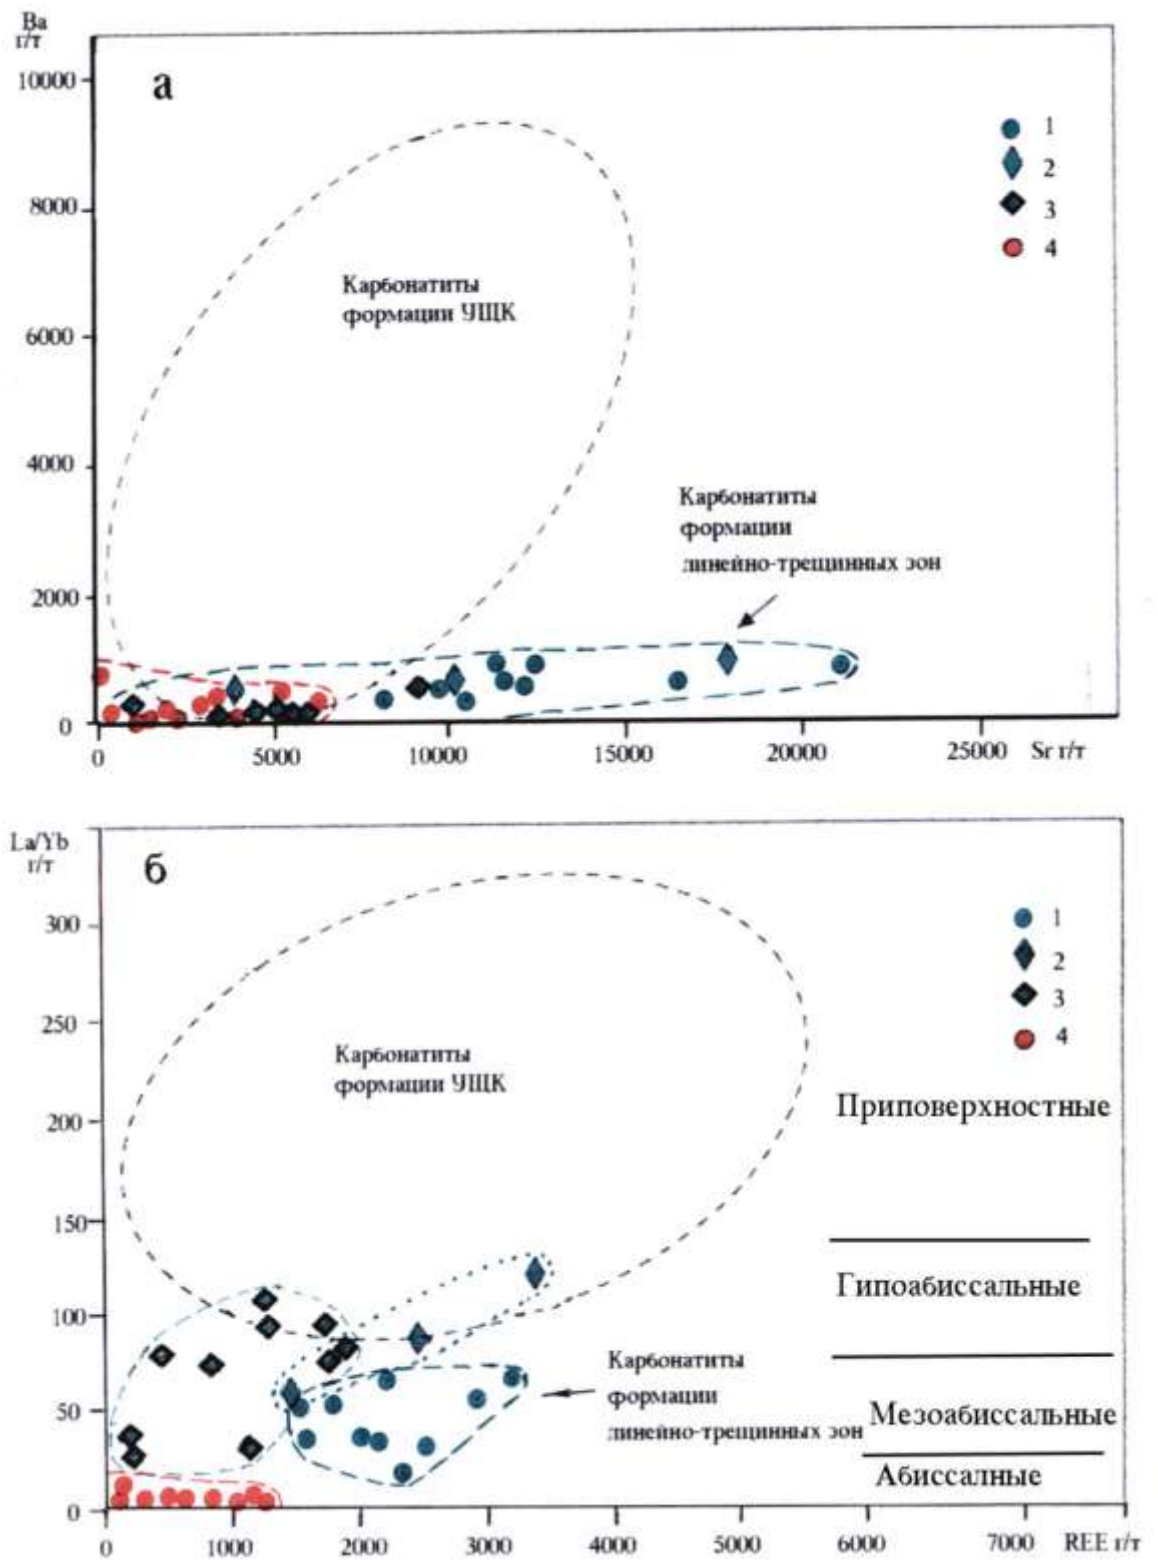 Ba
г/т
а
10000
8000
6000
4000
2000
0
1
2
3
4
Карбонатиты
формации УЩК
Карбонатиты
формации
линейно-трещинных зон
0 5000 10000 15000 20000 25000 Sr г/т
La/Yb
г/т
б
300
250
200
150
100
50
0
1
2
3
4
Карбонатиты
формации УЩК
Приповерхностные
Гипоабиссальные
Карбонатиты
формации
линейно-трещинных зон
Мезоабиссальные
Абиссалные
0 1000 2000 3000 4000 5000 6000 7000 REE г/т